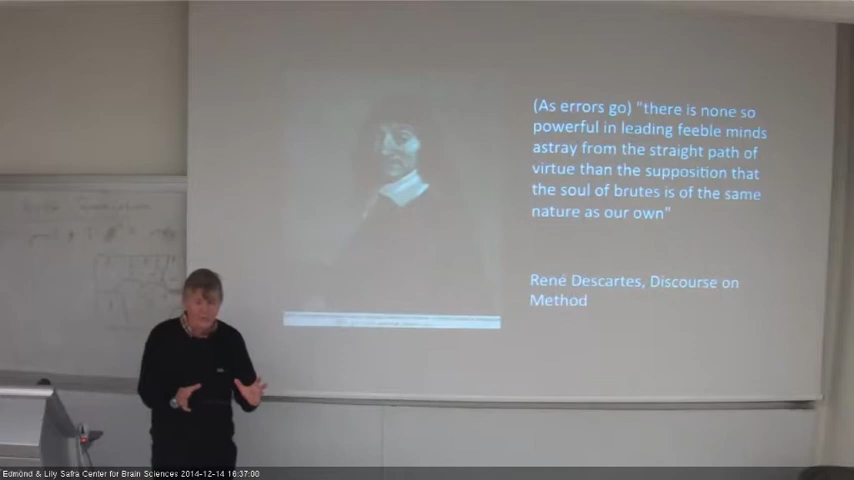 (As errors go) "there is none so
powerful in leading feeble minds
astray from the straight path of
virtue than the supposition that
the soul of brutes is of the same
nature as our own"
René Descartes, Discourse on
Method
Edmond & Lily Safra Center for Brain Sciences 2014-12-14 16:37:00